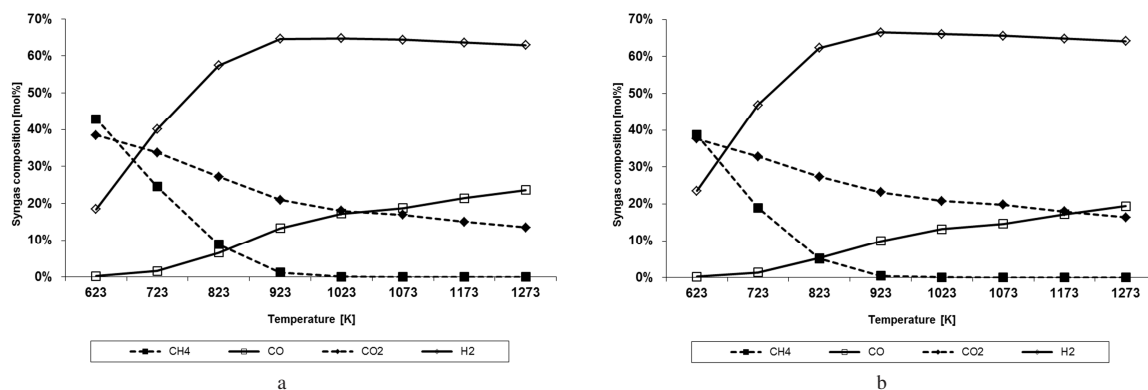 70%
60%
50%
40%
30%
20%
10%
0%
Syngas composition [mol%]
623 723 823 923 1023 1073 1173 1273
Temperature [K]
CH4 CO CO2 H2
a
70%
60%
50%
40%
30%
20%
10%
0%
Syngas composition [mol%]
623 723 823 923 1023 1073 1173 1273
Temperature [K]
CH4 CO CO2 H2
b